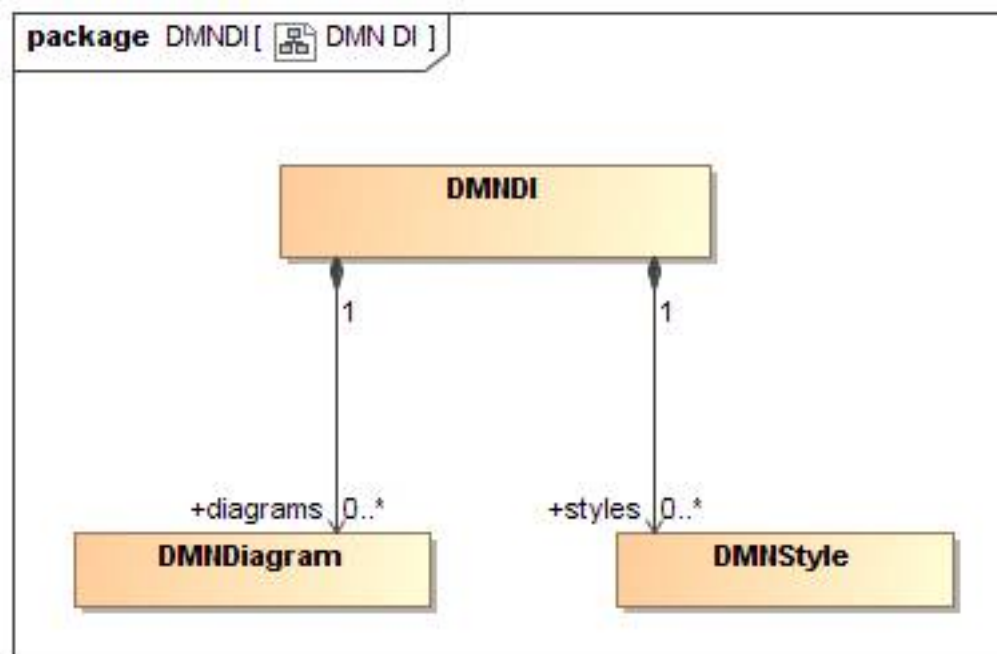 package DMNDI[ DMN DI ]
DMNDI
1 1
+diagrams 0..* +styles 0..*
DMNDiagram DMNStyle